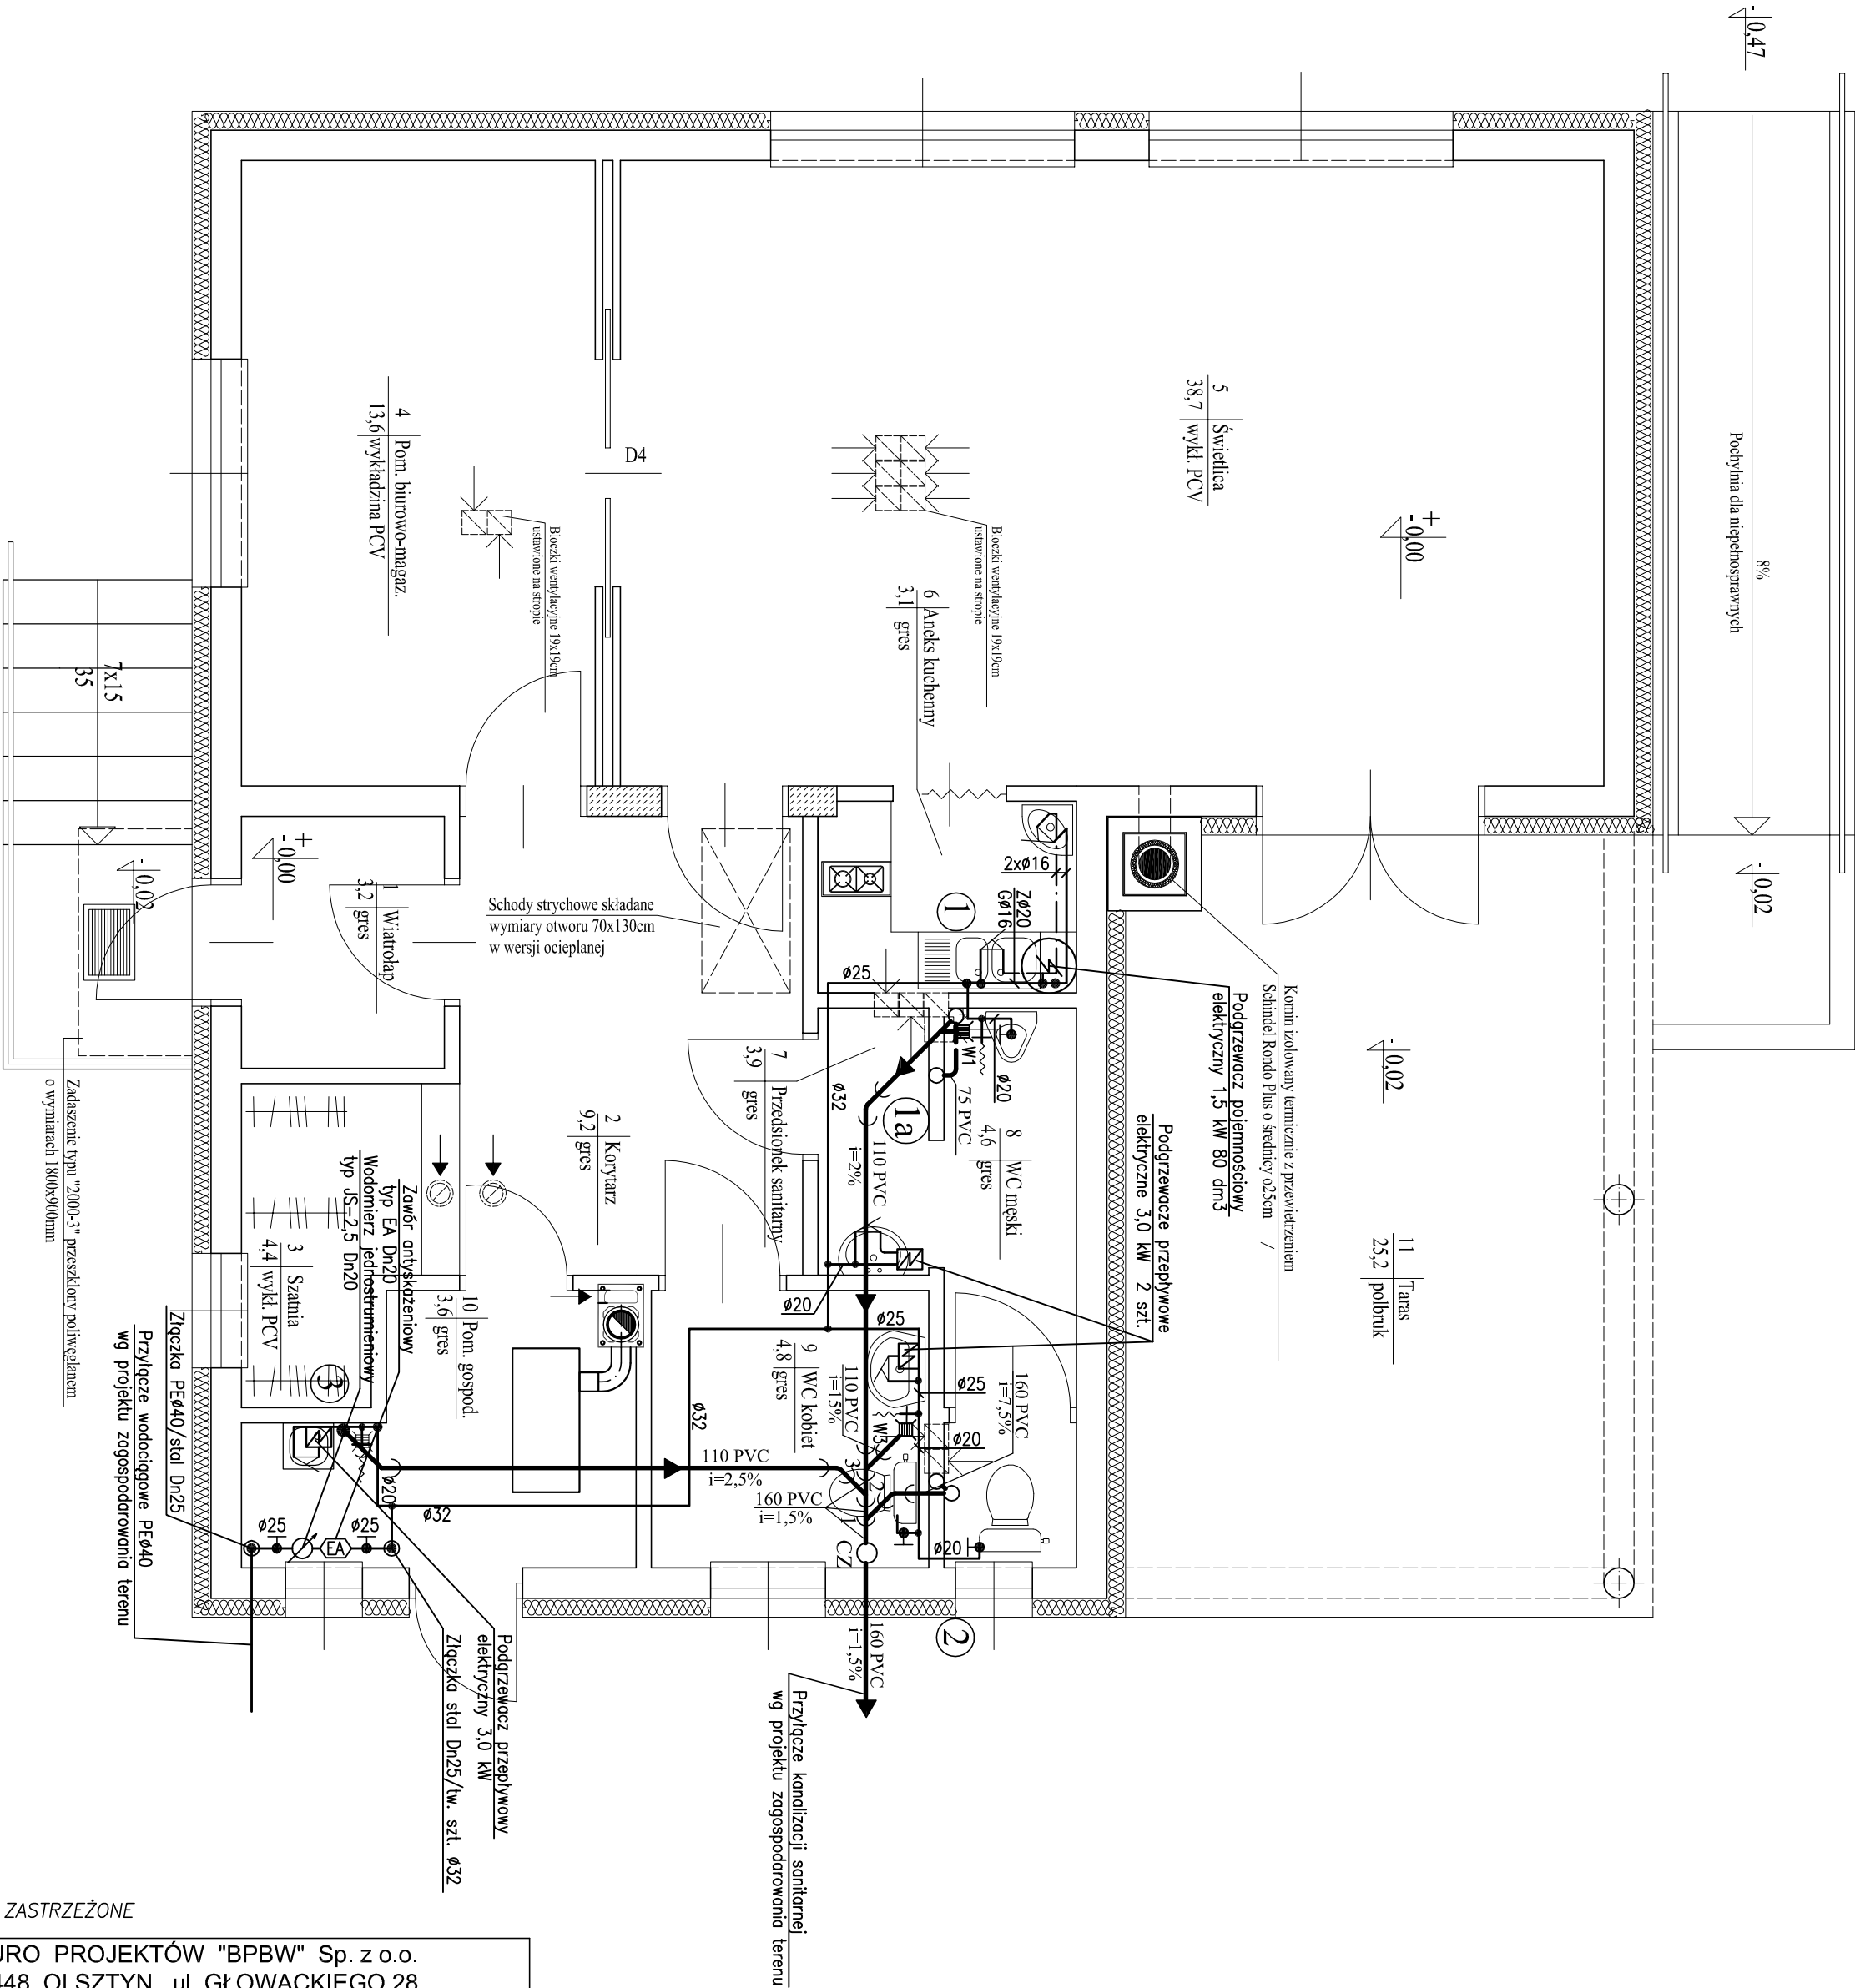 - 0,47
8%
Pochylnia dla niepełnosprawnych
- 0,02
5 Świetlica
38,7 wykł. PCV
+
- 0,00
D4
4 Pom. biurowo-magaz.
13,6 wykładzina PCV
Bloczki wentylacyjne 19x19cm
ustawione na stropie
Bloczki wentylacyjne 19x19cm
ustawione na stropie
6 Aneks kuchenny
3,1 gres
7x15
35
- 0,02
+
- 0,00
1 Wiatrołap
3,2 gres
Schody strychowe składane
wymiary otworu 70x130cm
w wersji ocieplanej
2xø16
Zø20
Gø16
1
ø25
Komin izolowany termicznie z przewietrzeniem
Schindel Rondo Plus o średnicy o25cm
Podgrzewacz pojemnościowy
elektryczny 1,5 kW 80 dm3
- 0,02
11 Taras
25,2 polbruk
Podgrzewacze przepływowe
elektryczne 3,0 kW 2 szt.
W1
ø20
75 PVC
1a
8 WC męski
4,6 gres
110 PVC
i=2%
ø32
7 Przedsionek sanitarny
3,9 gres
2 Korytarz
9,2 gres
Zadaszenie typu "2000-3" przeszklony poliwęglanem
o wymiarach 1800x900mm
3 Szatnia
4,4 wykł. PCV
3
Zawór antyskażeniowy
typ EA Dn20
Wodomierz jednostrumieniowy
typ JS-2,5 Dn20
10 Pom. gospod.
3,6 gres
ø20
ø25
9 WC kobiet
4,8 gres
110 PVC
i=15%
ø25
160 PVC
i=7,5%
W3
ø20
ø32
110 PVC
i=2,5%
3
2
1
160 PVC
i=1,5%
CZ
ø20
ø20
ø32
ø25
EA
ø25
2
160 PVC
i=1,5%
Złączka PEø40/stal Dn25
Przyłącze wodociągowe PEø40
wg projektu zagospodarowania terenu
Podgrzewacz przepływowy
elektryczny 3,0 kW
Złączka stal Dn25/tw. szt. ø32
Przyłącze kanalizacji sanitarnej
wg projektu zagospodarowania terenu
ZASTRZEŻONE
URO PROJEKTÓW "BPBW" Sp. z o.o.
448 OLSZTYN ul. GŁOWACKIEGO 28